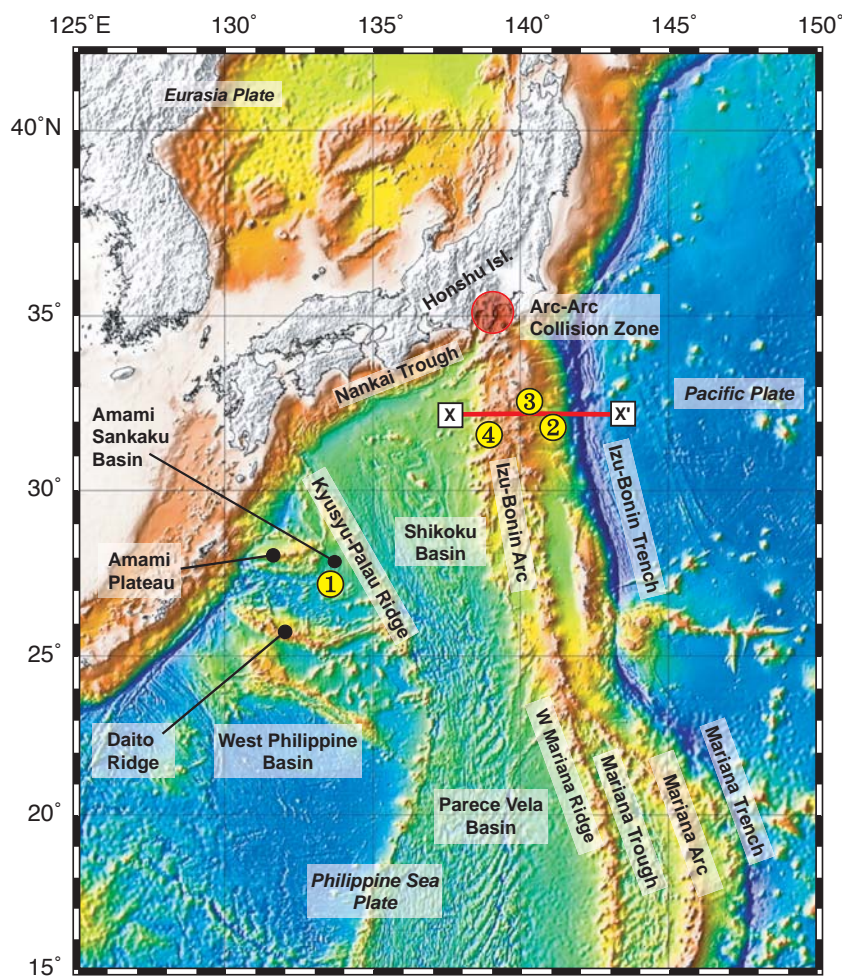 125˚E 130˚ 135˚ 140˚ 145˚ 150˚
Eurasia Plate
40˚N
Honshu Isl.
35˚
Arc-Arc
Collision Zone
Nankai Trough
Pacific Plate
X
3
X'
2
4
Amami
Sankaku
Basin
30˚
Kyusyu-Palau Ridge
Shikoku
Basin
Izu-Bonin Arc
Izu-Bonin Trench
Amami
Plateau
1
25˚
Daito
Ridge
West Philippine
Basin
W Mariana Ridge
Mariana Trough
Mariana Arc
Mariana Trench
20˚
Parece Vela
Basin
Philippine Sea
Plate
15˚